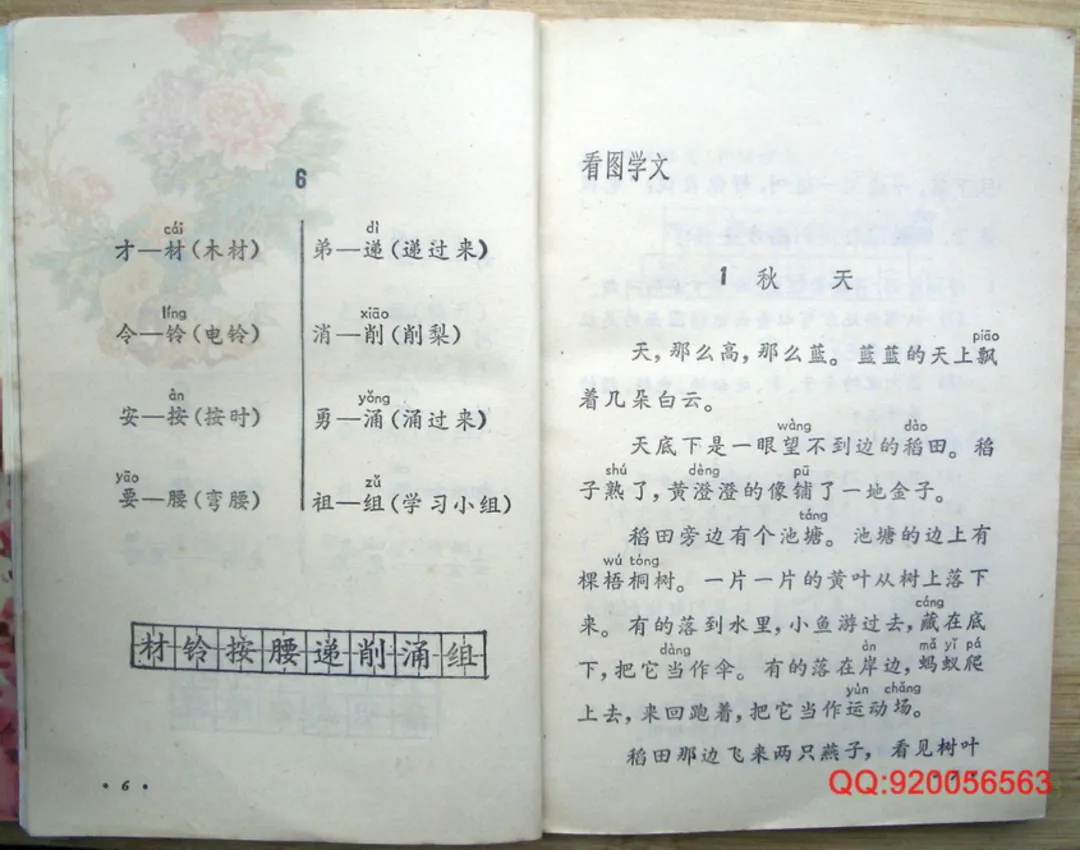 6
cái
才—材(木材)
líng
令—铃(电铃)
àn
安—按(按时)
yāo
要—腰(弯腰)
dì
弟—递(递过来)
xiāo
消—削(削梨)
yǒng
勇—涌(涌过来)
zǔ
祖—组(学习小组)
材铃按腰递削涌组
·6·
看图学文
1 秋 天
piāo
天,那么高,那么蓝。蓝蓝的天上飘
着几朵白云。
wàng dào
天底下是一眼望不到边的稻田。稻
shú dèng pū
子熟了,黄澄澄的像铺了一地金子。
táng
稻田旁边有个池塘。池塘的边上有
wú tóng
棵梧桐树。一片一片的黄叶从树上落下
cáng
来。有的落到水里,小鱼游过去,藏在底
dàng àn mǎ yǐ pá
下,把它当作伞。有的落在岸边,蚂蚁爬
yùn chǎng
上去,来回跑着,把它当作运动场。
稻田那边飞来两只燕子,看见树叶
QQ:920056563